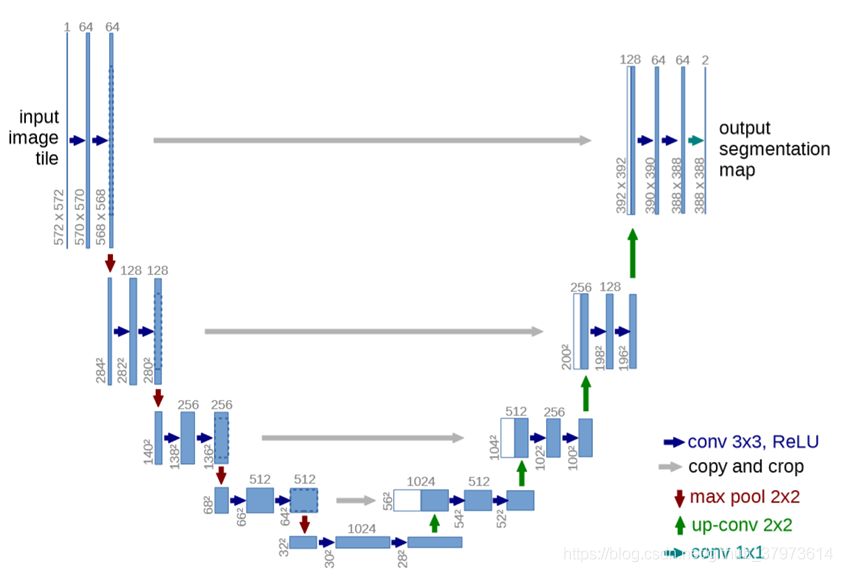 1 64 64
input
image
tile
572 x 572
570 x 570
568 x 568
128 64 64 2
output
segmentation
map
392 x 392
390 x 390
388 x 388
388 x 388
128 128
284²
282²
280²
256 128
200²
198²
196²
256 256
140²
138²
136²
512 256
104²
102²
100²
512 512
68²
66²
64²
1024 512
56²
54²
52²
1024
32²
30²
28²
conv 3x3, ReLU
copy and crop
max pool 2x2
up-conv 2x2
conv 1x1